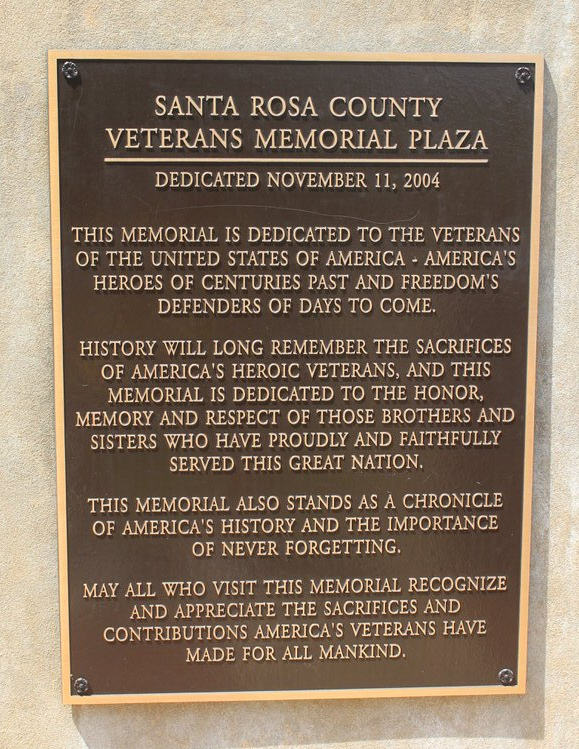 SANTA ROSA COUNTY
VETERANS MEMORIAL PLAZA
DEDICATED NOVEMBER 11, 2004
THIS MEMORIAL IS DEDICATED TO THE VETERANS
OF THE UNITED STATES OF AMERICA - AMERICA'S
HEROES OF CENTURIES PAST AND FREEDOM'S
DEFENDERS OF DAYS TO COME.
HISTORY WILL LONG REMEMBER THE SACRIFICES
OF AMERICA'S HEROIC VETERANS, AND THIS
MEMORIAL IS DEDICATED TO THE HONOR,
MEMORY AND RESPECT OF THOSE BROTHERS AND
SISTERS WHO HAVE PROUDLY AND FAITHFULLY
SERVED THIS GREAT NATION.
THIS MEMORIAL ALSO STANDS AS A CHRONICLE
OF AMERICA'S HISTORY AND THE IMPORTANCE
OF NEVER FORGETTING.
MAY ALL WHO VISIT THIS MEMORIAL RECOGNIZE
AND APPRECIATE THE SACRIFICES AND
CONTRIBUTIONS AMERICA'S VETERANS HAVE
MADE FOR ALL MANKIND.